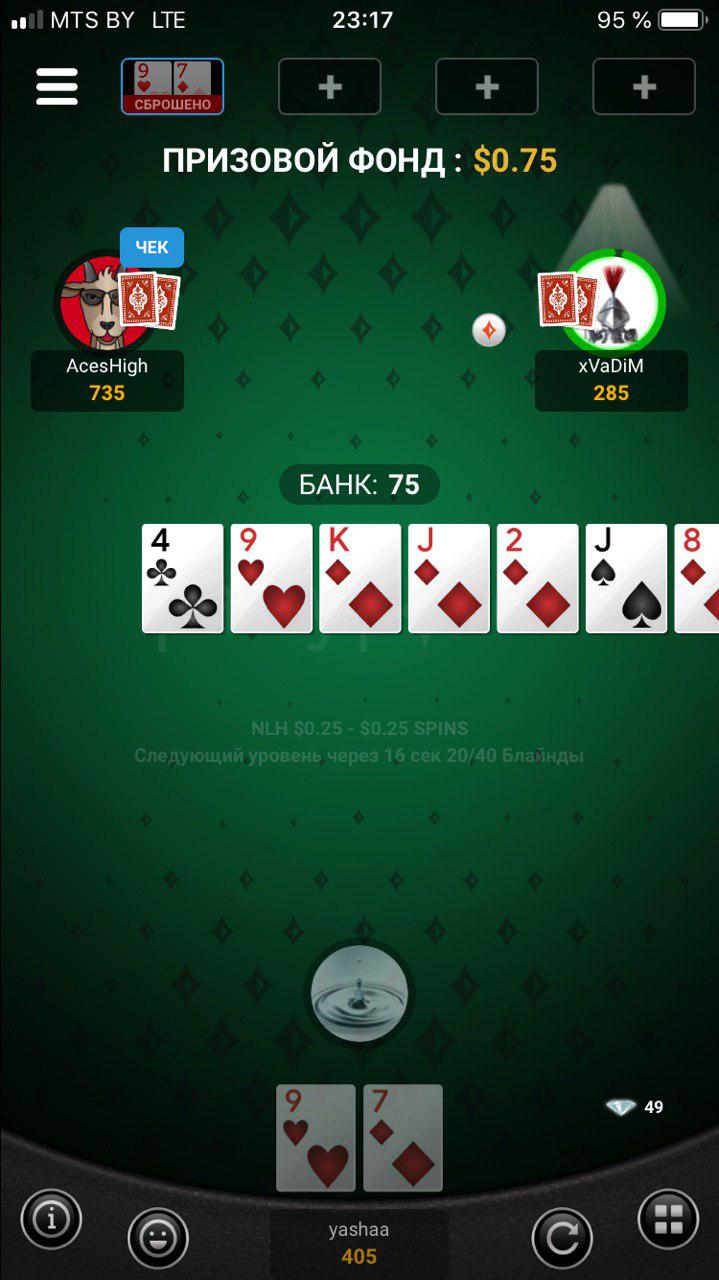 MTS BY LTE 23:17 95 %
9 7
СБРОШЕНО
ПРИЗОВОЙ ФОНД : $0.75
ЧЕК
AcesHigh xVaDiM
735 285
БАНК: 75
4 9 K J 2 J 8
NLH $0.25 - $0.25 SPINS
Следующий уровень через 16 сек 20/40 Блайнды
9 7
49
yashaa
405